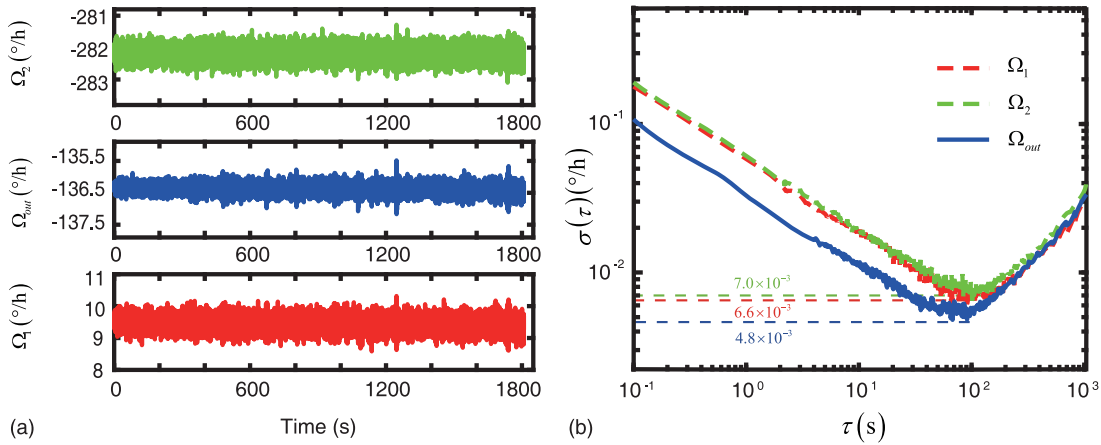 Ω₂ (°/h)
-281
-282
-283
0 600 1200 1800
Ω_out (°/h)
-135.5
-136.5
-137.5
0 600 1200 1800
Ω₁ (°/h)
11
10
9
8
0 600 1200 1800
(a)
Time (s)
σ(τ)(°/h)
10⁻¹
10⁻²
Ω₁
Ω₂
Ω_out
7.0×10⁻³
6.6×10⁻³
4.8×10⁻³
10⁻¹ 10⁰ 10¹ 10² 10³
(b)
τ(s)